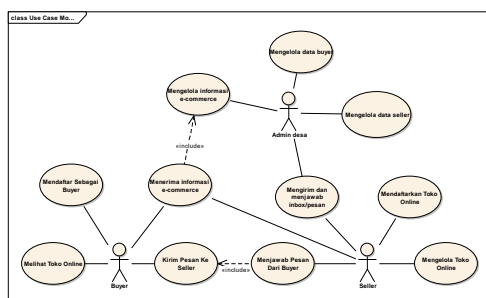 class Use Case Mo...
Mengelola data buyer
Mengelola informasi
e-commerce
Mengelola data seller
Admin desa
«include»
Mendaftar Sebagai
Buyer
Menerima informasi
e-commerce
Mengirim dan
menjawab
inbox/pesan
Mendaftarkan Toko
Online
Melihat Toko Online
Buyer
Kirim Pesan Ke
Seller
«include»
Menjawab Pesan
Dari Buyer
Seller
Mengelola Toko
Online